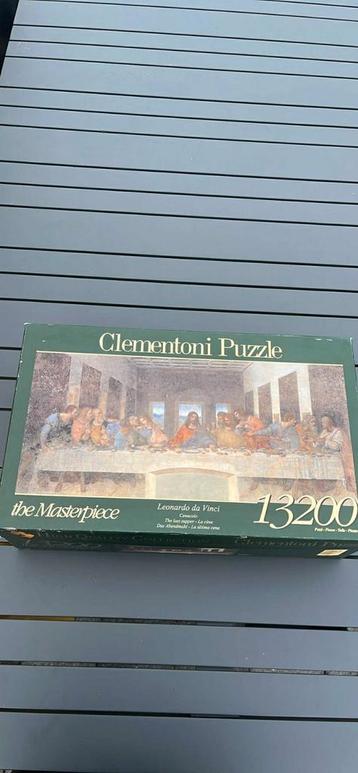 Clementoni Puzzle
the Masterpiece
Leonardo da Vinci
Cenacolo
The last supper - La cène
Das Abendmahl - La última cena
13200